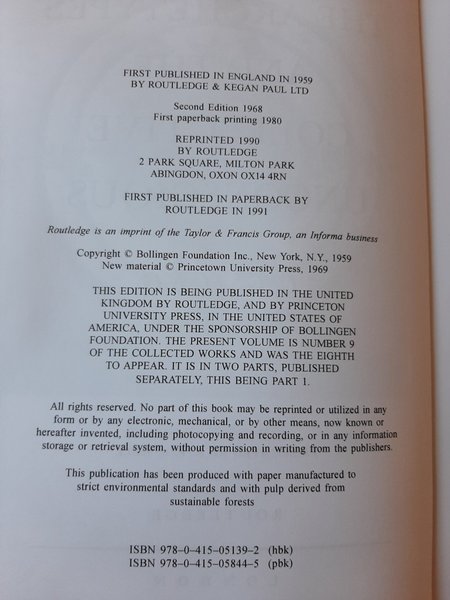 FIRST PUBLISHED IN ENGLAND IN 1959
BY ROUTLEDGE & KEGAN PAUL LTD
Second Edition 1968
First paperback printing 1980
REPRINTED 1990
BY ROUTLEDGE
2 PARK SQUARE, MILTON PARK
ABINGDON, OXON OX14 4RN
FIRST PUBLISHED IN PAPERBACK BY
ROUTLEDGE IN 1991
Routledge is an imprint of the Taylor & Francis Group, an Informa business
Copyright © Bollingen Foundation Inc., New York, N.Y., 1959
New material © Princetown University Press, 1969
THIS EDITION IS BEING PUBLISHED IN THE UNITED
KINGDOM BY ROUTLEDGE, AND BY PRINCETON
UNIVERSITY PRESS, IN THE UNITED STATES OF
AMERICA, UNDER THE SPONSORSHIP OF BOLLINGEN
FOUNDATION. THE PRESENT VOLUME IS NUMBER 9
OF THE COLLECTED WORKS AND WAS THE EIGHTH
TO APPEAR. IT IS IN TWO PARTS, PUBLISHED
SEPARATELY, THIS BEING PART 1.
All rights reserved. No part of this book may be reprinted or utilized in any
form or by any electronic, mechanical, or by other means, now known or
hereafter invented, including photocopying and recording, or in any information
storage or retrieval system, without permission in writing from the publishers.
This publication has been produced with paper manufactured to
strict environmental standards and with pulp derived from
sustainable forests
ISBN 978–0–415–05139–2 (hbk)
ISBN 978–0–415–05844–5 (pbk)